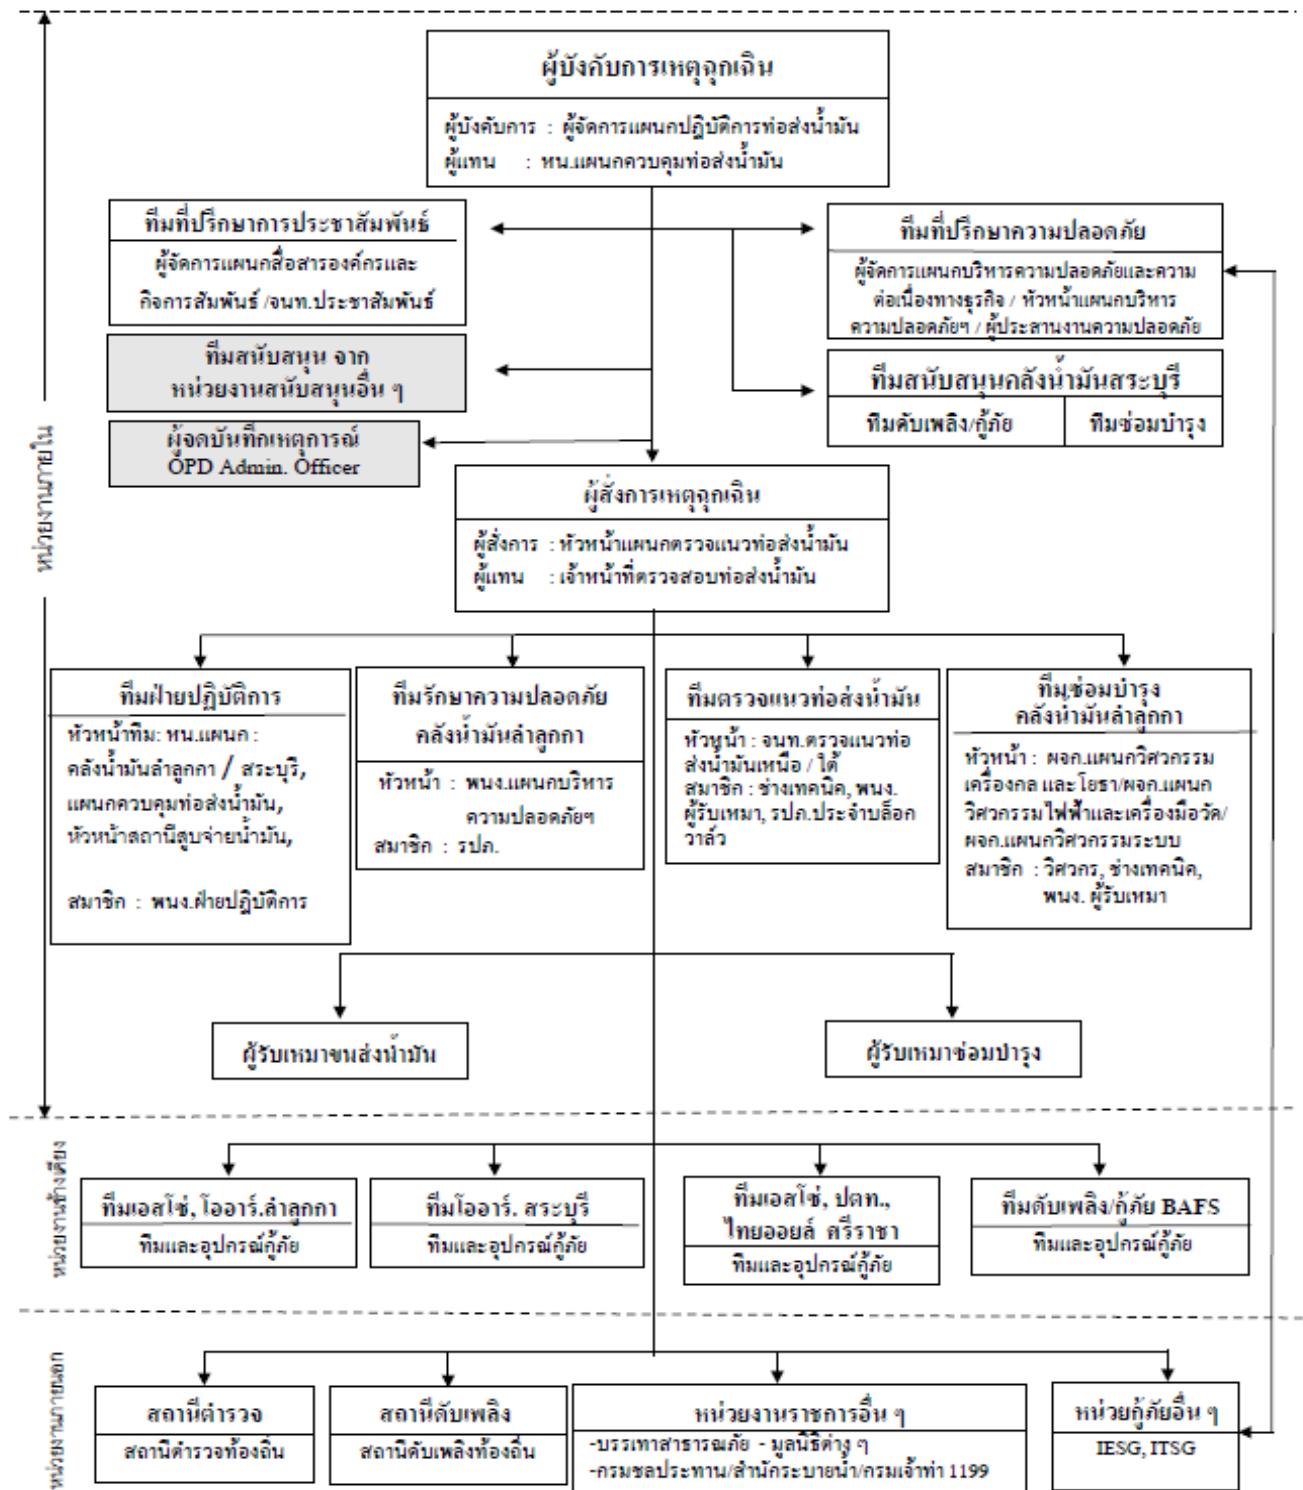 ผู้บังคับการเหตุฉุกเฉิน
ผู้บังคับการ : ผู้จัดการแผนกปฏิบัติการท่อส่งน้ำมัน
ผู้แทน : หน.แผนกควบคุมท่อส่งน้ำมัน
ทีมที่ปรึกษาการประชาสัมพันธ์
ผู้จัดการแผนกสื่อสารองค์กรและ
กิจการสัมพันธ์ /จนท.ประชาสัมพันธ์
ทีมที่ปรึกษาความปลอดภัย
ผู้จัดการแผนกบริหารความปลอดภัยและความ
ต่อเนื่องทางธุรกิจ / หัวหน้าแผนกบริหาร
ความปลอดภัยฯ / ผู้ประสานงานความปลอดภัย
ทีมสนับสนุน จาก
หน่วยงานสนับสนุนอื่น ๆ
ทีมสนับสนุนคลังน้ำมันสระบุรี
ทีมดับเพลิง/กู้ภัย
ทีมซ่อมบำรุง
ผู้จดบันทึกเหตุการณ์
OPD Admin. Officer
หน่วยงานภายใน
ผู้สั่งการเหตุฉุกเฉิน
ผู้สั่งการ : หัวหน้าแผนกตรวจแนวท่อส่งน้ำมัน
ผู้แทน : เจ้าหน้าที่ตรวจสอบท่อส่งน้ำมัน
ทีมฝ่ายปฏิบัติการ
หัวหน้าทีม: หน.แผนก :
คลังน้ำมันลำลูกกา / สระบุรี,
แผนกควบคุมท่อส่งน้ำมัน,
หัวหน้าสถานีสูบจ่ายน้ำมัน,
สมาชิก : พนง.ฝ่ายปฏิบัติการ
ทีมรักษาความปลอดภัย
คลังน้ำมันลำลูกกา
หัวหน้า : พนง.แผนกบริหาร
ความปลอดภัยฯ
สมาชิก : รปภ.
ทีมตรวจแนวท่อส่งน้ำมัน
หัวหน้า : จนท.ตรวจแนวท่อ
ส่งน้ำมันเหนือ / ใต้
สมาชิก : ช่างเทคนิค, พนง.
ผู้รับเหมา, รปภ.ประจำบล็อก
วาล์ว
ทีมซ่อมบำรุง
คลังน้ำมันลำลูกกา
หัวหน้า : ผจก.แผนกวิศวกรรม
เครื่องกล และโยธา/ผจก.แผนก
วิศวกรรมไฟฟ้าและเครื่องมือวัด/
ผจก.แผนกวิศวกรรมระบบ
สมาชิก : วิศวกร, ช่างเทคนิค,
พนง. ผู้รับเหมา
ผู้รับเหมาขนส่งน้ำมัน
ผู้รับเหมาซ่อมบำรุง
หน่วยงานข้างเคียง
ทีมเอสโซ่, โออาร์.ลำลูกกา
ทีมและอุปกรณ์กู้ภัย
ทีมโออาร์. สระบุรี
ทีมและอุปกรณ์กู้ภัย
ทีมเอสโซ่, ปตท.,
ไทยออยล์ ศรีราชา
ทีมและอุปกรณ์กู้ภัย
ทีมดับเพลิง/กู้ภัย BAFS
ทีมและอุปกรณ์กู้ภัย
หน่วยงานภายนอก
สถานีตำรวจ
สถานีตำรวจท้องถิ่น
สถานีดับเพลิง
สถานีดับเพลิงท้องถิ่น
หน่วยงานราชการอื่น ๆ
-บรรเทาสาธารณภัย - มูลนิธิต่าง ๆ
-กรมชลประทาน/สำนักระบายน้ำ/กรมเจ้าท่า 1199
หน่วยกู้ภัยอื่น ๆ
IESG, ITSG